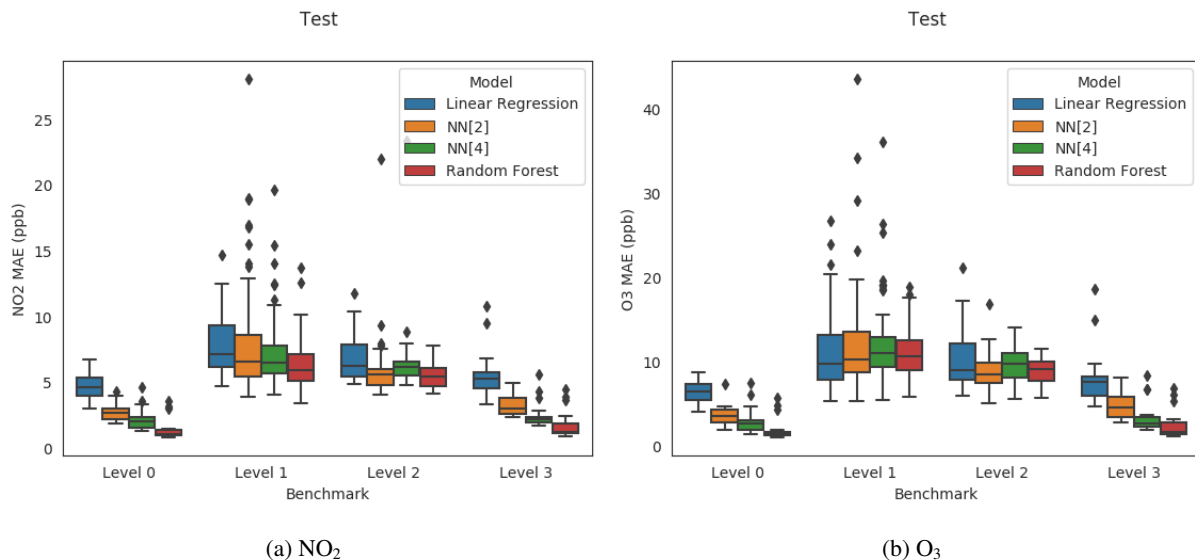 Test
Model
Linear Regression
NN[2]
NN[4]
Random Forest
NO2 MAE (ppb)
25
20
15
10
5
0
Level 0 Level 1 Level 2 Level 3
Benchmark
(a) NO₂
Test
Model
Linear Regression
NN[2]
NN[4]
Random Forest
O3 MAE (ppb)
40
30
20
10
0
Level 0 Level 1 Level 2 Level 3
Benchmark
(b) O₃